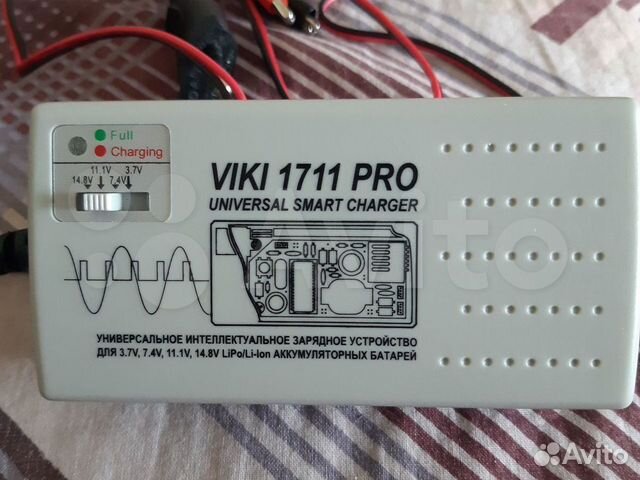 Full
Charging
11.1V 3.7V
14.8V 7.4V
VIKI 1711 PRO
UNIVERSAL SMART CHARGER
УНИВЕРСАЛЬНОЕ ИНТЕЛЛЕКТУАЛЬНОЕ ЗАРЯДНОЕ УСТРОЙСТВО
ДЛЯ 3.7V, 7.4V, 11.1V, 14.8V LiPo/Li-Ion АККУМУЛЯТОРНЫХ БАТАРЕЙ
Avito
Avito